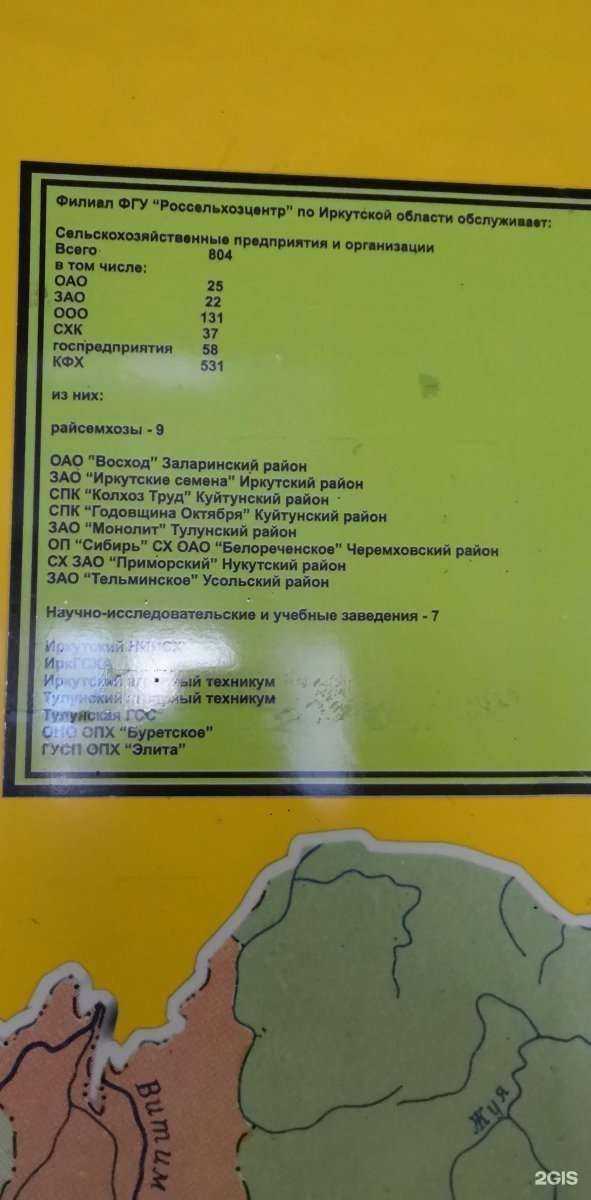 Филиал ФГУ "Россельхозцентр" по Иркутской области обслуживает:
Сельскохозяйственные предприятия и организации
Всего 804
в том числе:
ОАО 25
ЗАО 22
ООО 131
СХК 37
госпредприятия 58
КФХ 531
из них:
райсемхозы - 9
ОАО "Восход" Заларинский район
ЗАО "Иркутские семена" Иркутский район
СПК "Колхоз Труд" Куйтунский район
СПК "Годовщина Октября" Куйтунский район
ЗАО "Монолит" Тулунский район
ОП "Сибирь" СХ ОАО "Белореченское" Черемховский район
СХ ЗАО "Приморский" Нукутский район
ЗАО "Тельминское" Усольский район
Научно-исследовательские и учебные заведения - 7
Иркутский НИИСХ
ИркГСХА
Иркутский аграрный техникум
Тулунский аграрный техникум
Тулунская ГСС
ОНО ОПХ "Буретское"
ГУСП ОПХ "Элита"
Витим
Жуя
2GIS